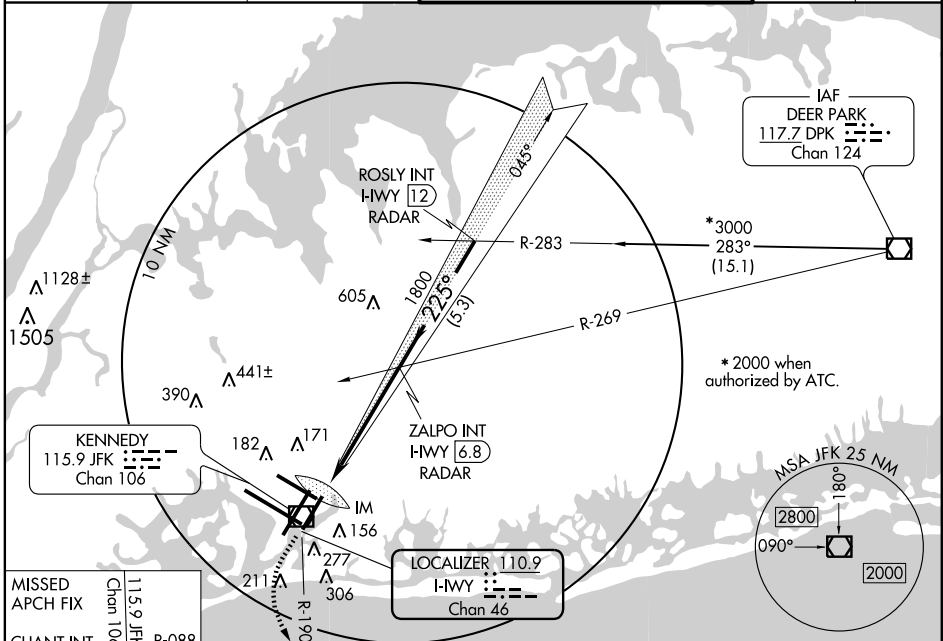 IAF
DEER PARK
117.7 DPK
Chan 124
ROSLY INT
I-IWY 12
RADAR
045°
10 NM
R-283
*3000
283°
(15.1)
1128±
1505
605
1800
225°
(5.3)
R-269
* 2000 when
authorized by ATC.
441±
390
KENNEDY
115.9 JFK
Chan 106
182
171
ZALPO INT
I-IWY 6.8
RADAR
IM
156
277
211
306
R-190
LOCALIZER 110.9
I-IWY
Chan 46
MSA JFK 25 NM
180°
2800
090°
2000
MISSED
APCH FIX
115.9 JFK
Chan 106
CHANT INT
R-088